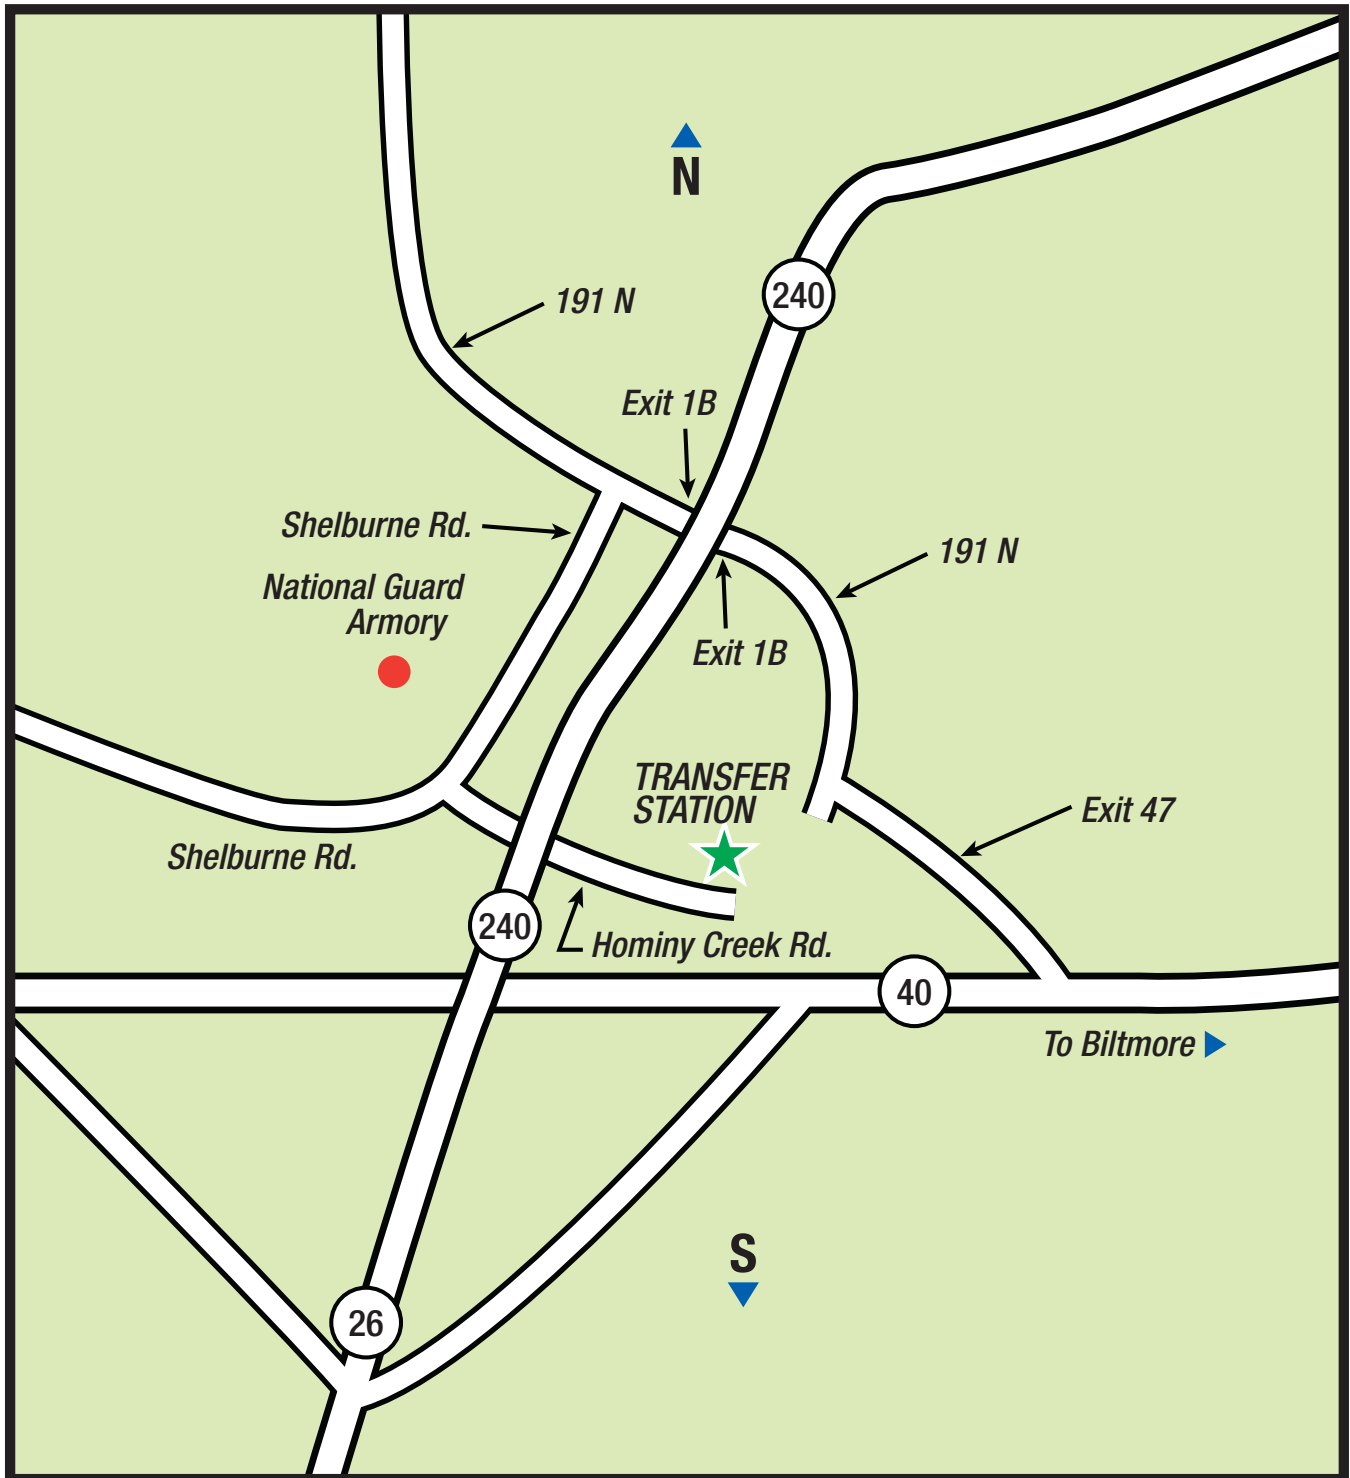 N
240
191 N
Exit 1B
Shelburne Rd.
191 N
National Guard
Armory
Exit 1B
TRANSFER
STATION
Exit 47
Shelburne Rd.
240
Hominy Creek Rd.
40
To Biltmore
S
26